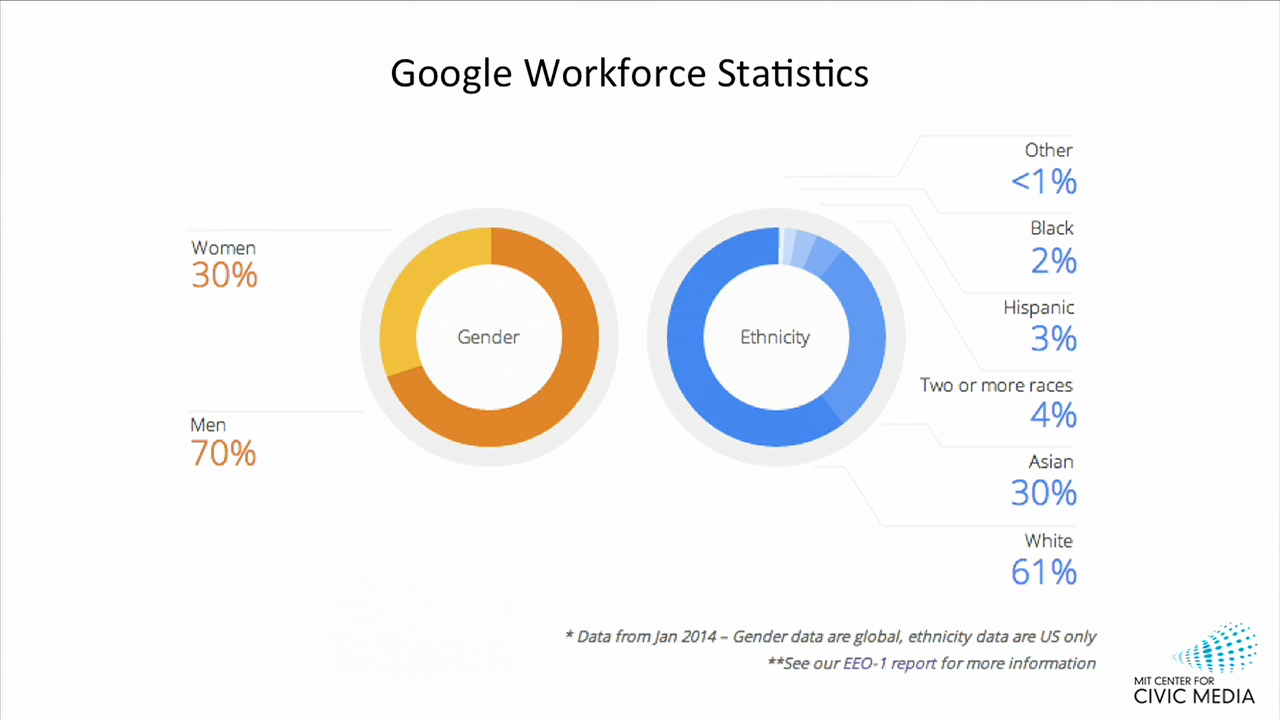 Google Workforce Statistics
Women
30%
Men
70%
Gender
Ethnicity
Other
<1%
Black
2%
Hispanic
3%
Two or more races
4%
Asian
30%
White
61%
* Data from Jan 2014 – Gender data are global, ethnicity data are US only
**See our EEO-1 report for more information
MIT CENTER FOR
CIVIC MEDIA